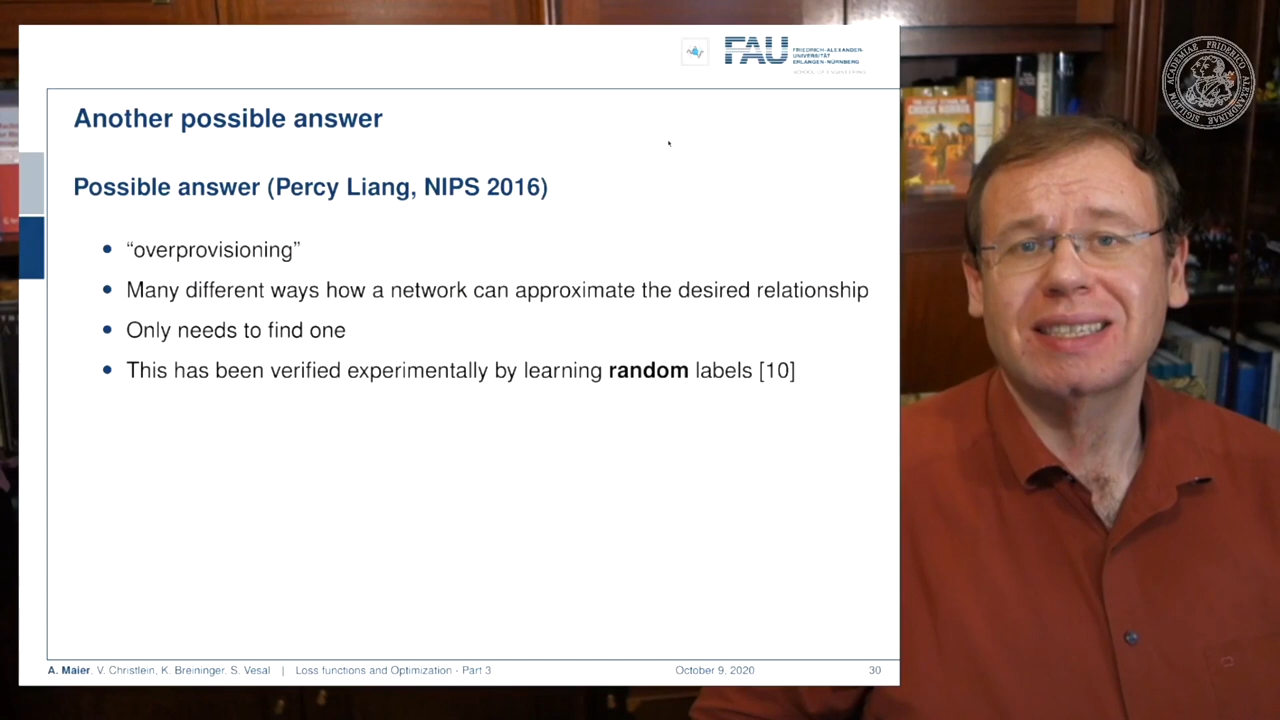 FAU
FRIEDRICH-ALEXANDER-
UNIVERSITÄT
ERLANGEN-NÜRNBERG
Another possible answer
Possible answer (Percy Liang, NIPS 2016)
“overprovisioning”
Many different ways how a network can approximate the desired relationship
Only needs to find one
This has been verified experimentally by learning random labels [10]
A. Maier, V. Christlein, K. Breininger, S. Vesal | Loss functions and Optimization - Part 3 October 9, 2020 30